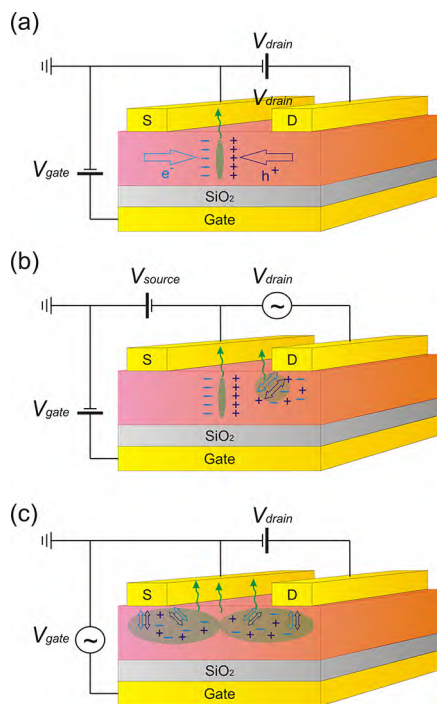 (a)
V_drain
V_drain
S
D
V_gate
e⁻
h⁺
SiO₂
Gate
(b)
V_source
V_drain
~
S
D
V_gate
SiO₂
Gate
(c)
V_drain
S
D
V_gate
~
SiO₂
Gate